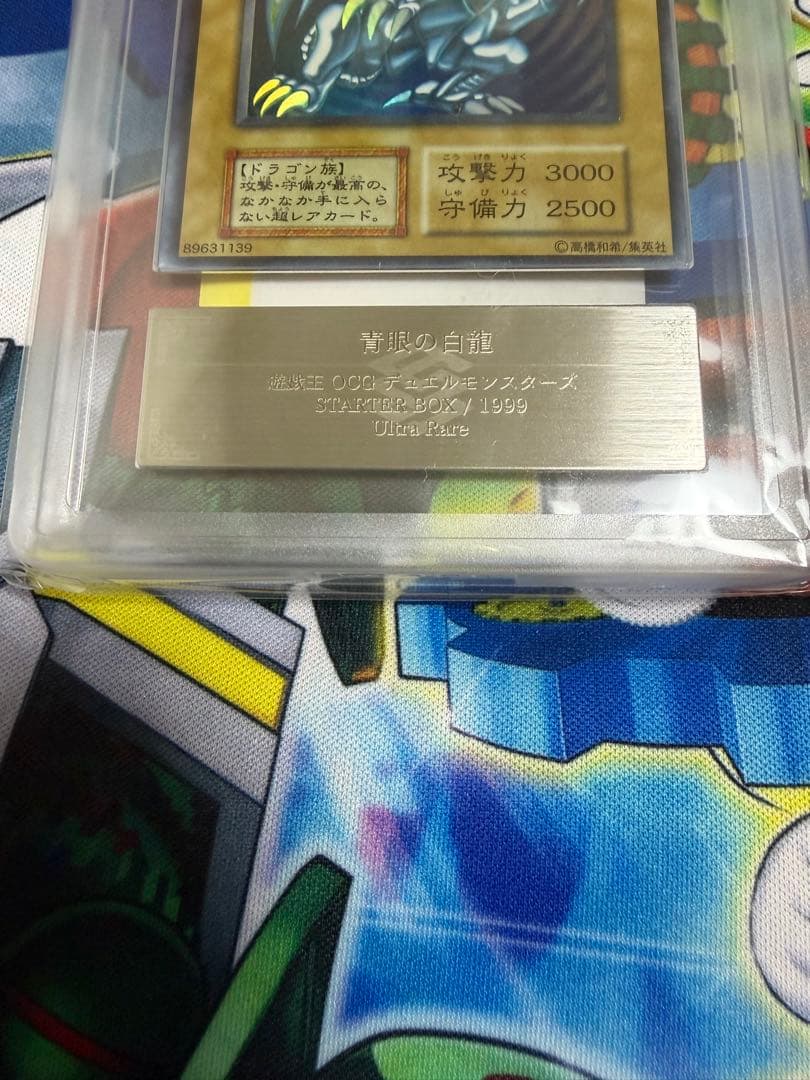 【ドラゴン族】
攻撃・守備が最高の、
なかなか手に入ら
ない超レアカード。
こう げき りょく
攻撃力 3000
しゅ び りょく
守備力 2500
89631139
©高橋和希/集英社
青眼の白龍
遊戯王 OCG デュエルモンスターズ
STARTER BOX / 1999
Ultra Rare